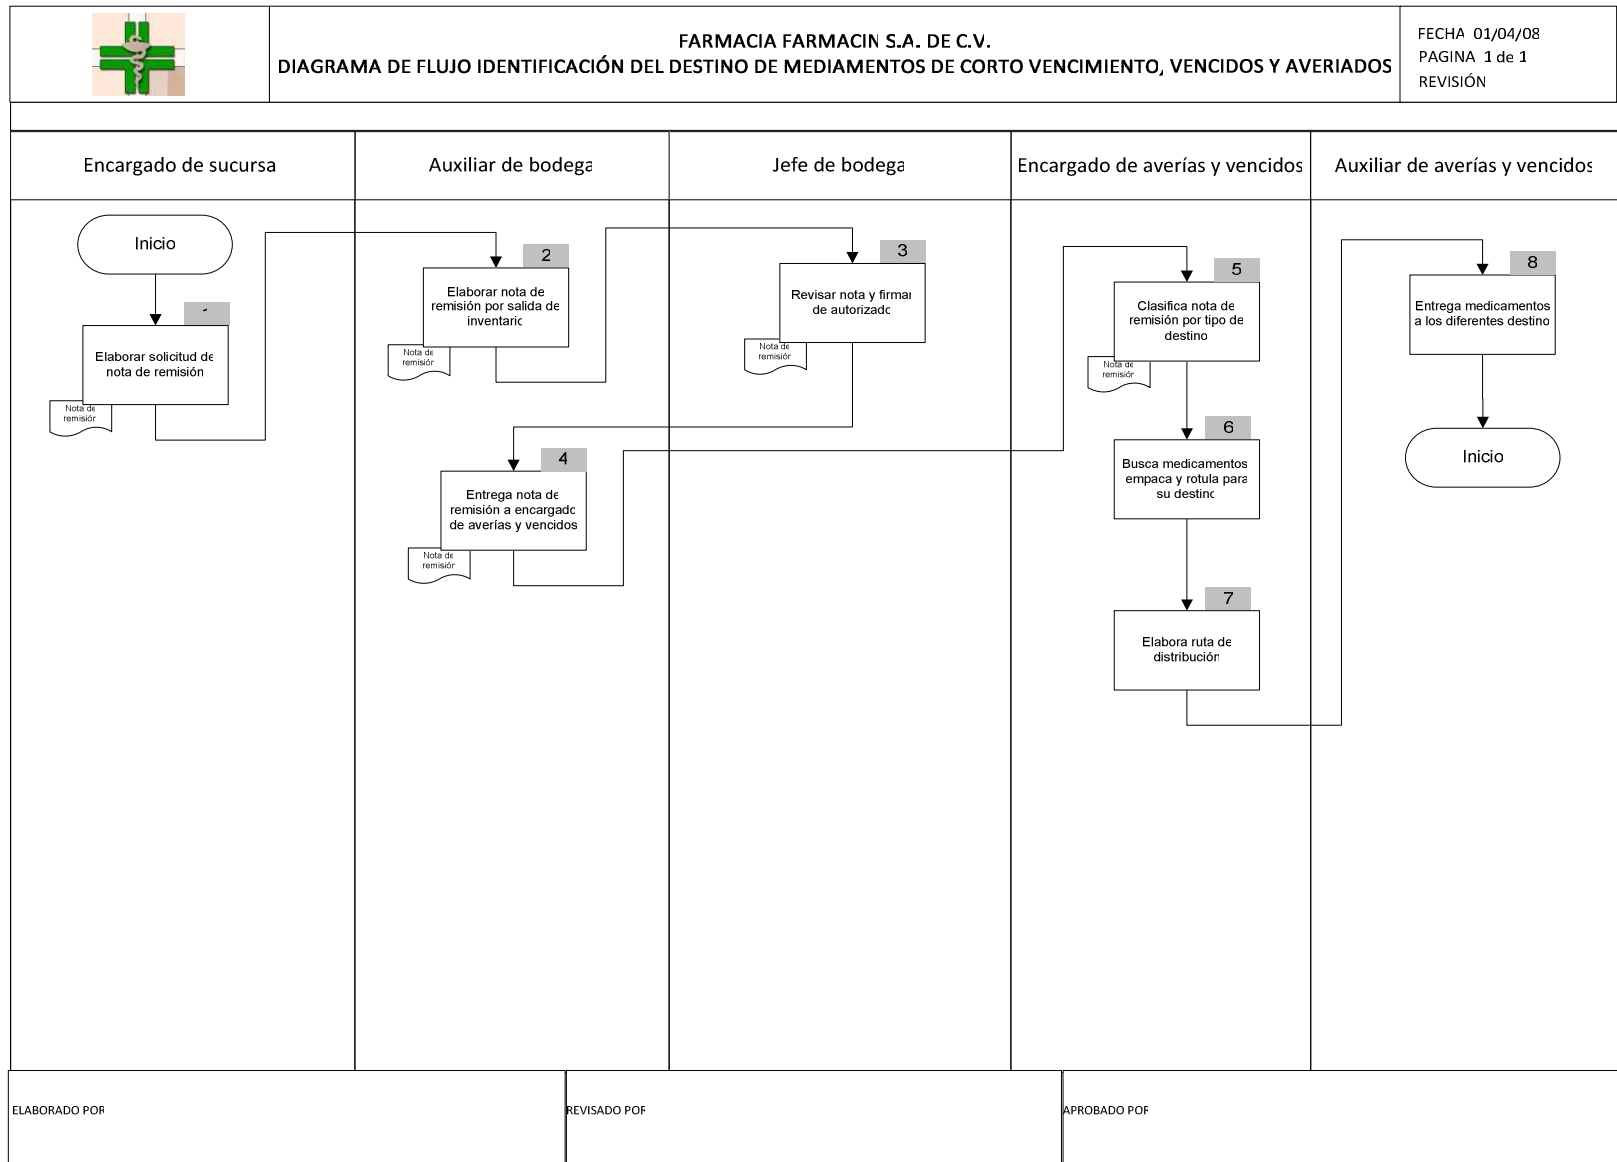 FARMACIA FARMACIN S.A. DE C.V.
DIAGRAMA DE FLUJO IDENTIFICACIÓN DEL DESTINO DE MEDIAMENTOS DE CORTO VENCIMIENTO, VENCIDOS Y AVERIADOS
FECHA 01/04/08
PAGINA 1 de 1
REVISIÓN
Encargado de sucursa
Auxiliar de bodega
Jefe de bodega
Encargado de averías y vencidos
Auxiliar de averías y vencidos
Inicio
Elaborar solicitud de
nota de remisión
Nota de
remisión
2
Elaborar nota de
remisión por salida de
inventario
Nota de
remisión
3
Revisar nota y firmar
de autorizado
Nota de
remisión
4
Entrega nota de
remisión a encargado
de averías y vencidos
Nota de
remisión
5
Clasifica nota de
remisión por tipo de
destino
Nota de
remisión
6
Busca medicamentos
empaca y rotula para
su destino
7
Elabora ruta de
distribución
8
Entrega medicamentos
a los diferentes destino
Inicio
ELABORADO POR
REVISADO POR
APROBADO POR